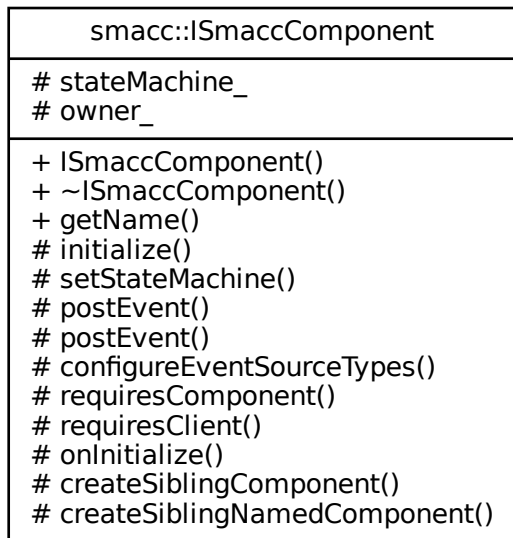 smacc::ISmaccComponent
# stateMachine_
# owner_
+ ISmaccComponent()
+ ~ISmaccComponent()
+ getName()
# initialize()
# setStateMachine()
# postEvent()
# postEvent()
# configureEventSourceTypes()
# requiresComponent()
# requiresClient()
# onInitialize()
# createSiblingComponent()
# createSiblingNamedComponent()